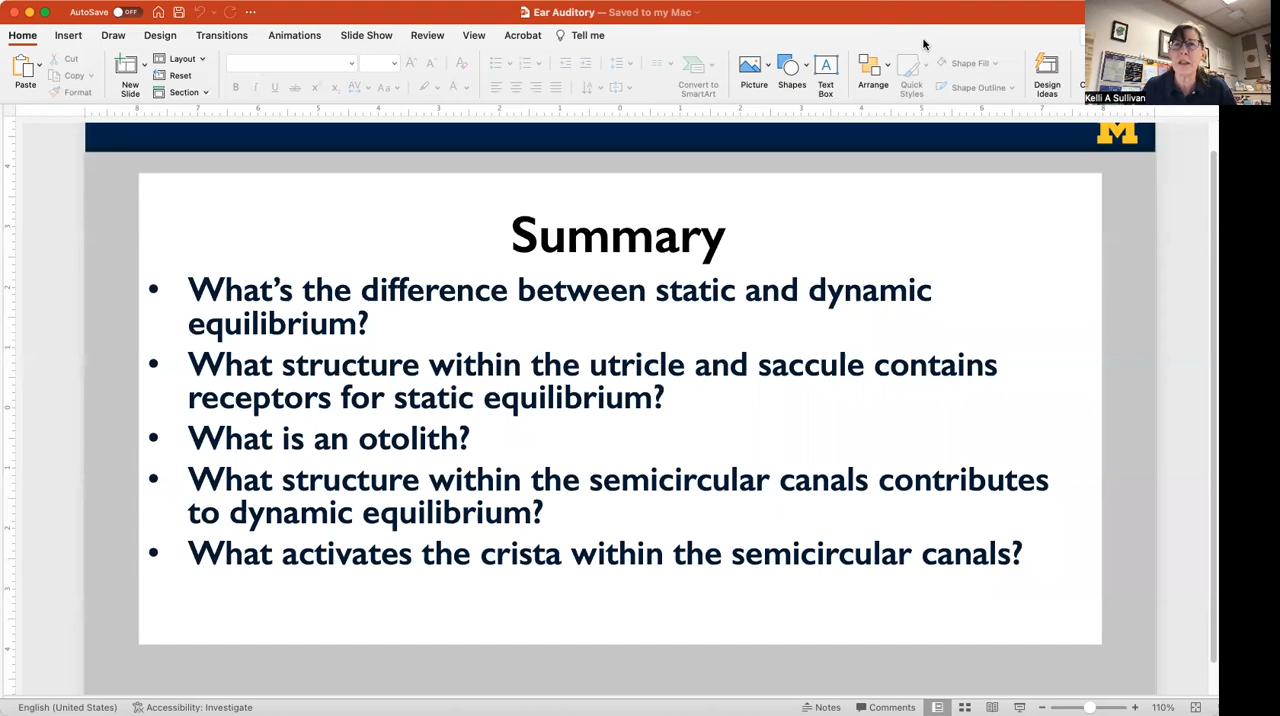 AutoSave OFF
Ear Auditory — Saved to my Mac
Home Insert Draw Design Transitions Animations Slide Show Review View Acrobat Tell me
Paste
Cut
Copy
Format
New
Slide
Layout
Reset
Section
Convert to
SmartArt
Picture
Shapes
Text
Box
Arrange
Quick
Styles
Shape Fill
Shape Outline
Design
Ideas
Kelli A Sullivan
M
Summary
• What's the difference between static and dynamic
equilibrium?
• What structure within the utricle and saccule contains
receptors for static equilibrium?
• What is an otolith?
• What structure within the semicircular canals contributes
to dynamic equilibrium?
• What activates the crista within the semicircular canals?
English (United States) Accessibility: Investigate Notes Comments 110%